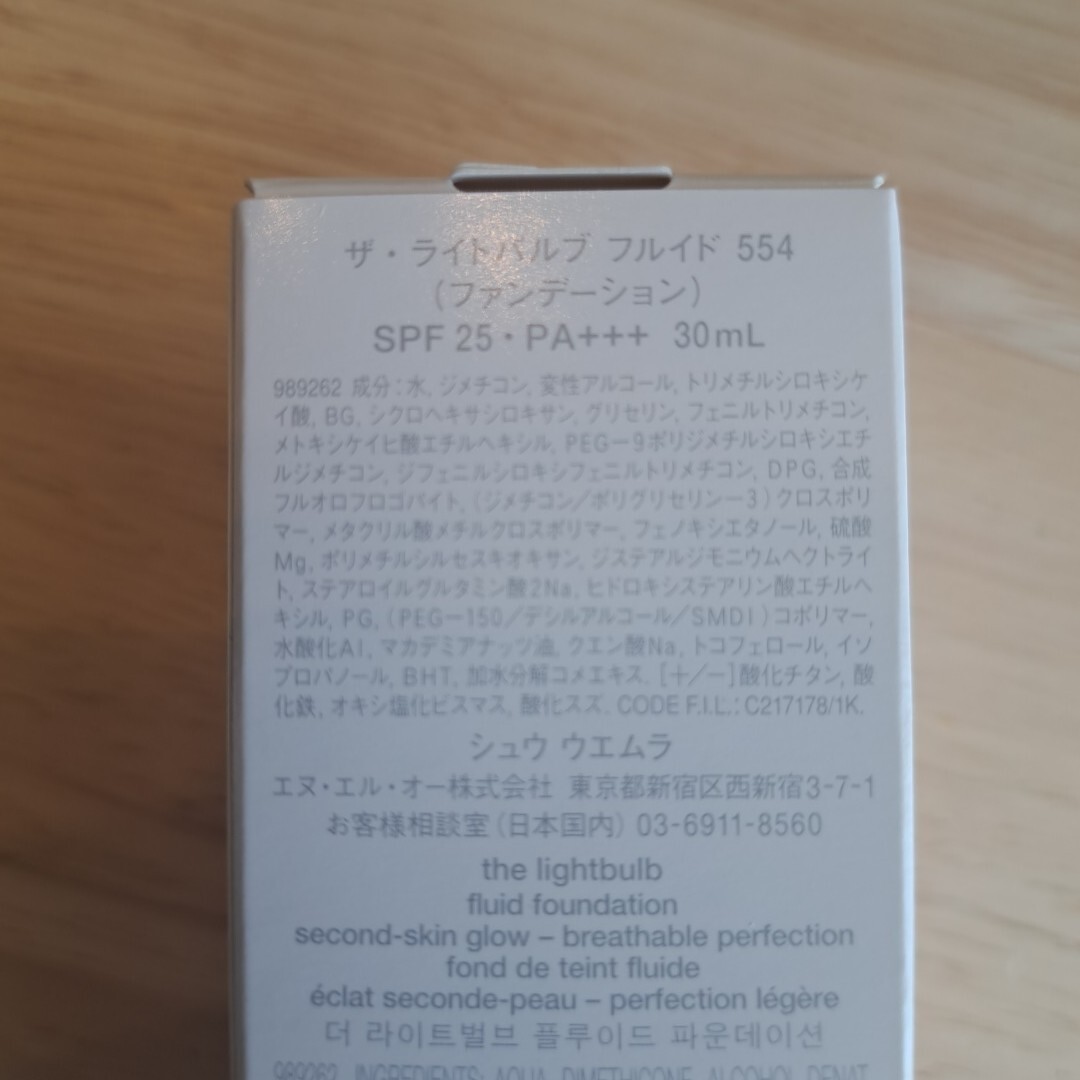 ザ・ライトバルブ フルイド 554
(ファンデーション)
SPF 25・PA+++ 30mL
989262 成分：水, ジメチコン, 変性アルコール, トリメチルシロキシケ
イ酸, BG, シクロヘキサシロキサン, グリセリン, フェニルトリメチコン,
メトキシケイヒ酸エチルヘキシル, PEG－9ポリジメチルシロキシエチ
ルジメチコン, ジフェニルシロキシフェニルトリメチコン, DPG, 合成
フルオロフロゴパイト, (ジメチコン／ポリグリセリン－3)クロスポリ
マー, メタクリル酸メチルクロスポリマー, フェノキシエタノール, 硫酸
Mg, ポリメチルシルセスキオキサン, ジステアルジモニウムヘクトライ
ト, ステアロイルグルタミン酸2Na, ヒドロキシステアリン酸エチルヘ
キシル, PG, (PEG－150／デシルアルコール／SMDI)コポリマー,
水酸化Al, マカデミアナッツ油, クエン酸Na, トコフェロール, イソ
プロパノール, BHT, 加水分解コメエキス, [＋／－]酸化チタン, 酸
化鉄, オキシ塩化ビスマス, 酸化スズ. CODE F.I.L.: C217178/1K.
シュウ ウエムラ
エヌ・エル・オー株式会社 東京都新宿区西新宿3-7-1
お客様相談室(日本国内) 03-6911-8560
the lightbulb
fluid foundation
second-skin glow – breathable perfection
fond de teint fluide
éclat seconde-peau – perfection légère
더 라이트벌브 플루이드 파운데이션
989262 INGREDIENTS: AQUA, DIMETHICONE, ALCOHOL DENAT